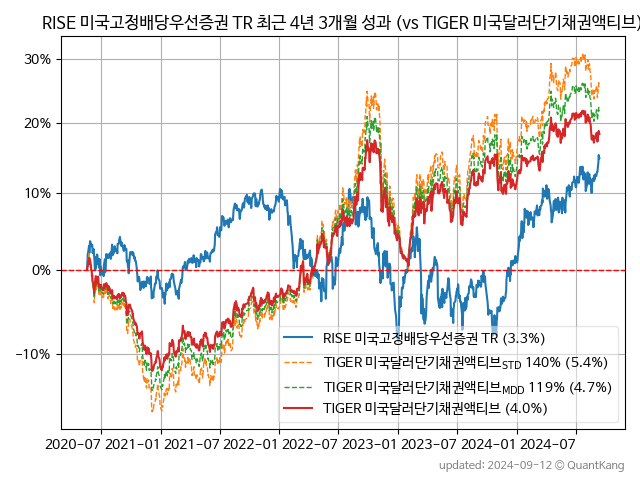 RISE 미국고정배당우선증권 TR 최근 4년 3개월 성과 (vs TIGER 미국달러단기채권액티브)
30%
20%
10%
0%
−10%
RISE 미국고정배당우선증권 TR (3.3%)
TIGER 미국달러단기채권액티브STD 140% (5.4%)
TIGER 미국달러단기채권액티브MDD 119% (4.7%)
TIGER 미국달러단기채권액티브 (4.0%)
2020-07 2021-01 2021-07 2022-01 2022-07 2023-01 2023-07 2024-01 2024-07
updated: 2024-09-12 © QuantKang